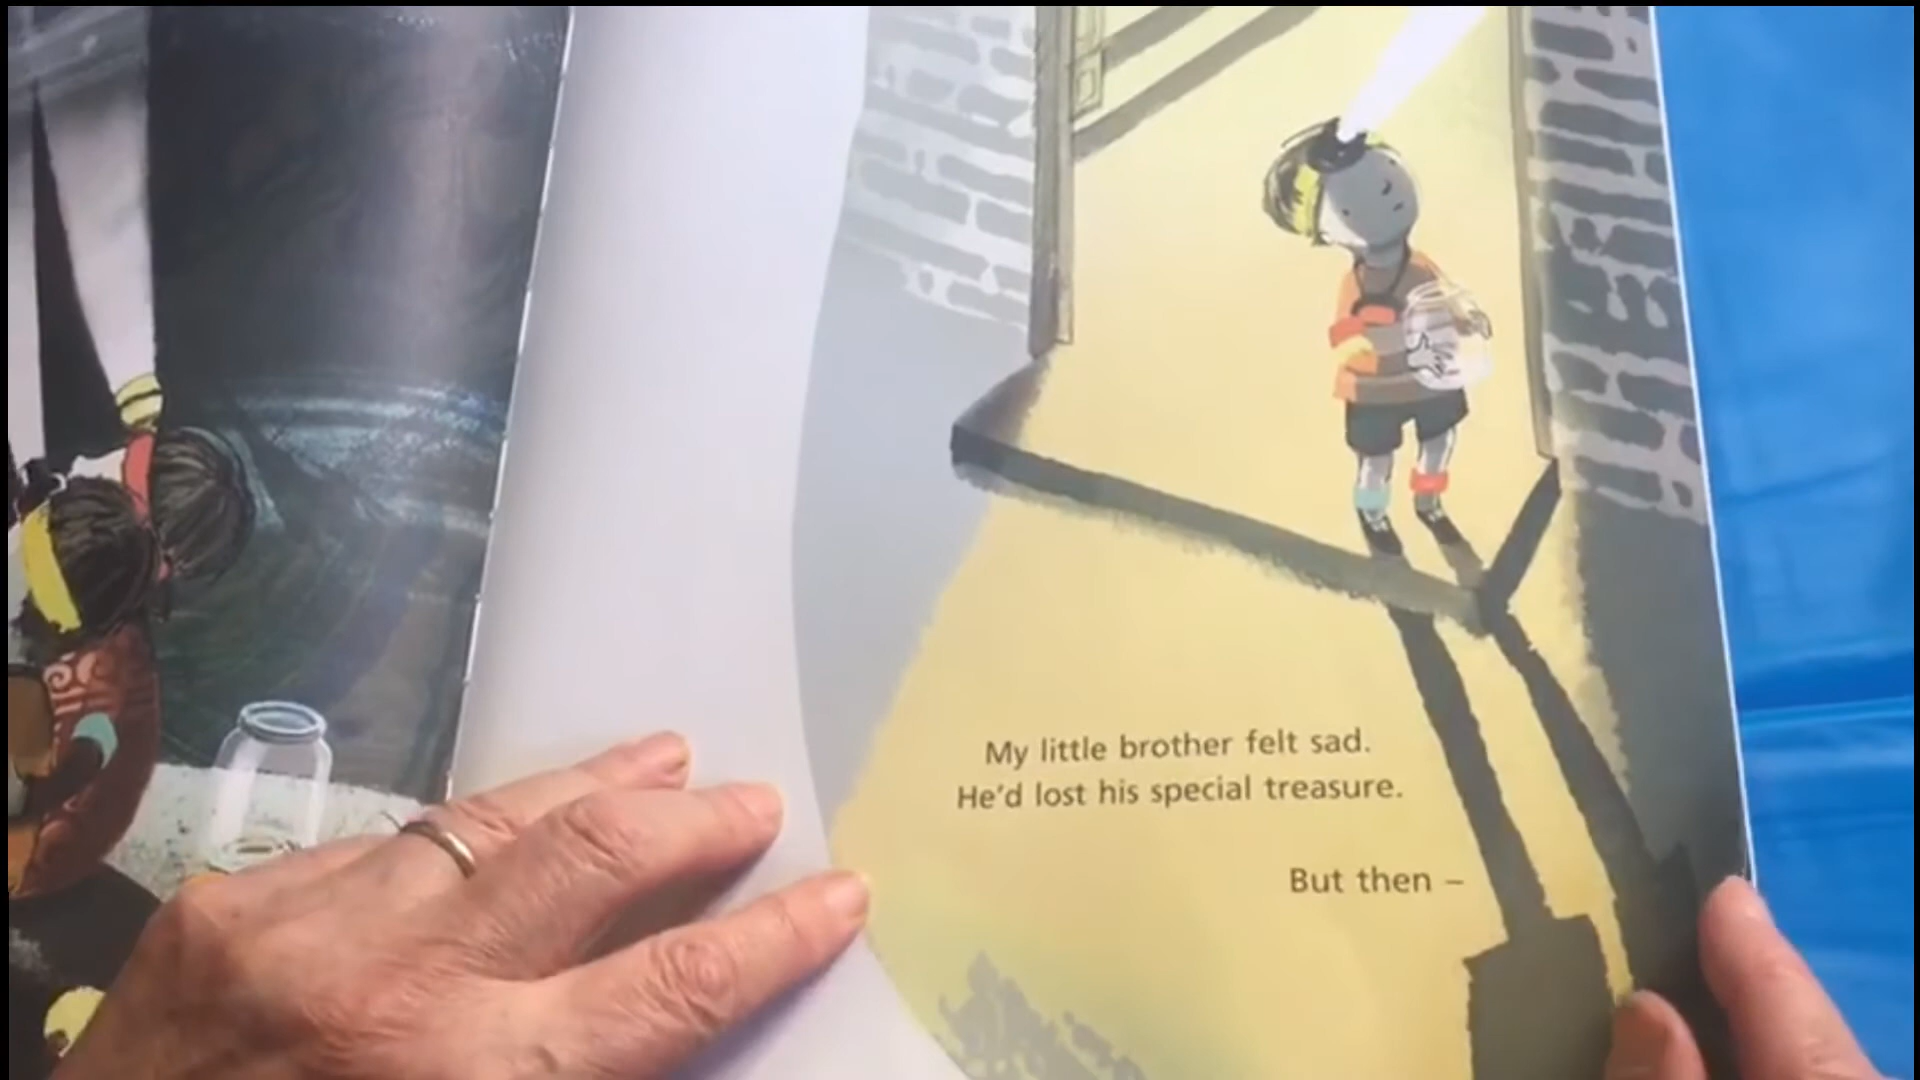 My little brother felt sad.
He'd lost his special treasure.
But then –